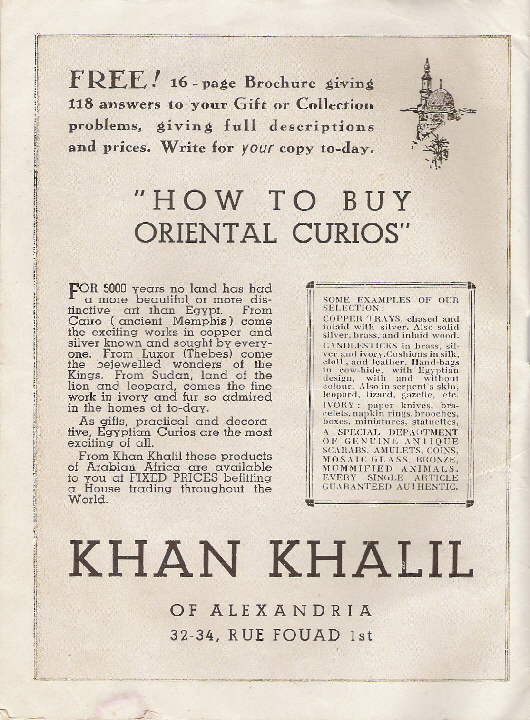 FREE! 16-page Brochure giving
118 answers to your Gift or Collection
problems, giving full descriptions
and prices. Write for your copy to-day.
"HOW TO BUY
ORIENTAL CURIOS"
FOR 5000 years no land has had
a more beautiful or more dis-
tinctive art than Egypt. From
Cairo (ancient Memphis) come
the exciting works in copper and
silver known and sought by every-
one. From Luxor (Thebes) come
the bejewelled wonders of the
Kings. From Sudan, land of the
lion and leopard, comes the fine
work in ivory and fur so admired
in the homes of to-day.
As gifts, practical and decora-
tive, Egyptian Curios are the most
exciting of all.
From Khan Khalil these products
of Arabian Africa are available
to you at FIXED PRICES befitting
a House trading throughout the
World.
SOME EXAMPLES OF OUR
SELECTION
COPPER TRAYS, chased and
inlaid with silver. Also solid
silver, brass, and inlaid wood.
CANDLESTICKS in brass, sil-
ver and ivory. Cushions in silk,
cloth, and leather. Hand-bags
in cow-hide, with Egyptian
design, with and without
colour. Also in serpent's skin,
leopard, lizard, gazelle, etc.
IVORY: paper knives, bra-
celets, napkin rings, brooches,
boxes, miniatures, statuettes,
A SPECIAL DEPARTMENT
OF GENUINE ANTIQUE
SCARABS, AMULETS, COINS,
MOSAIC GLASS, BRONZE,
MUMMIFIED ANIMALS.
EVERY SINGLE ARTICLE
GUARANTEED AUTHENTIC.
KHAN KHALIL
OF ALEXANDRIA
32-34, RUE FOUAD 1st